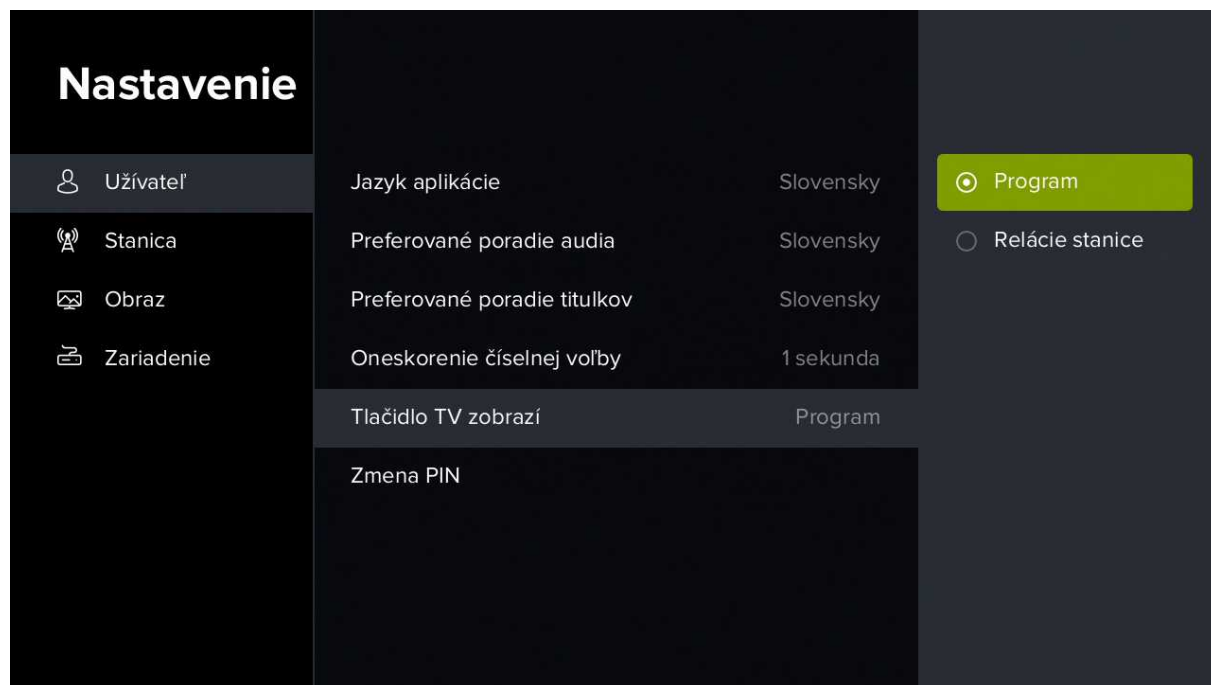 Nastavenie
Užívateľ
Stanica
Obraz
Zariadenie
Jazyk aplikácie Slovensky
Preferované poradie audia Slovensky
Preferované poradie titulkov Slovensky
Oneskorenie číselnej voľby 1 sekunda
Tlačidlo TV zobrazí Program
Zmena PIN
Program
Relácie stanice